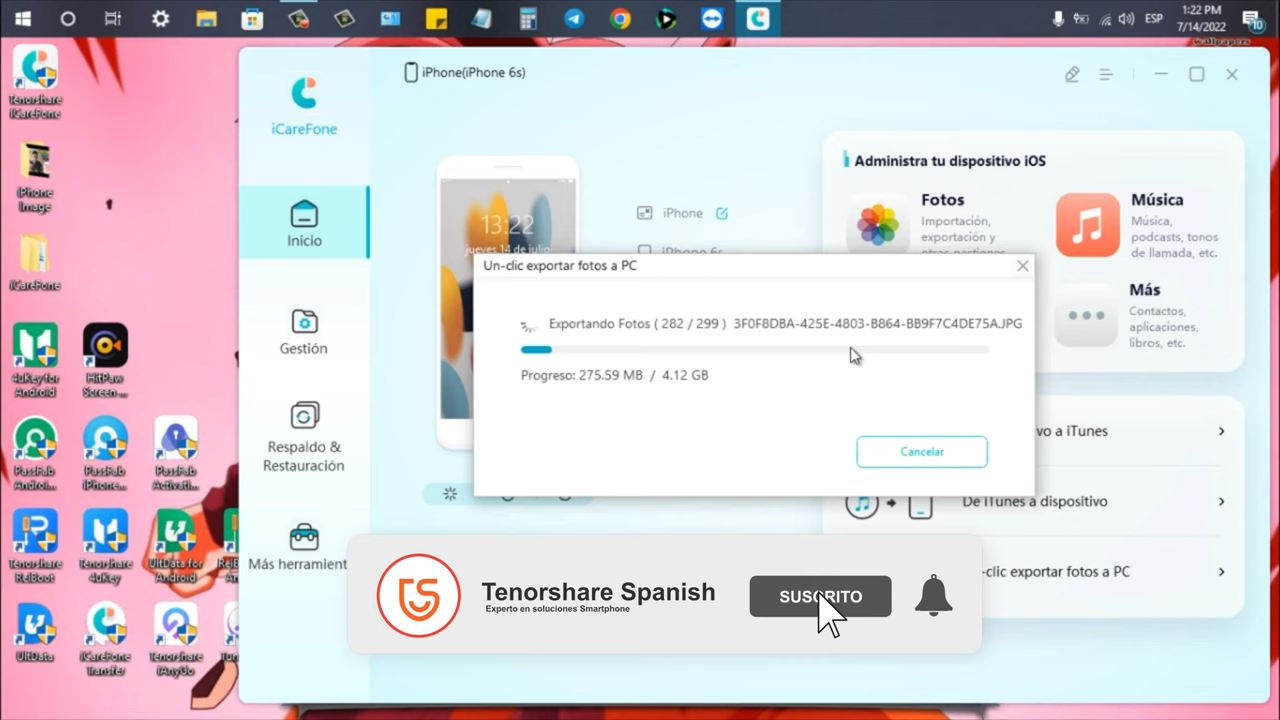 1:22 PM
ESP
7/14/2022
10
wallpapers
Tenorshare
iCareFone
iPhone
Image
iCareFone
4uKey for
Android
HitPaw
Screen ...
PassFab
Androi...
PassFab
iPhone...
PassFab
Activati...
Tenorshare
ReiBoot
Tenorshare
4uKey
UltData for
Android
UltData
iCareFone
Transfer
Tenorshare
iAnyGo
iCareFone
Inicio
Gestión
Respaldo &
Restauración
Más herramient
iPhone(iPhone 6s)
13:22
jueves 14 de julio
iPhone
iPhone 6s
Administra tu dispositivo iOS
Fotos
Importación,
exportación y
Música
Música,
podcasts, tonos
de llamada, etc.
Más
Contactos,
aplicaciones,
libros, etc.
Un-clic exportar fotos a PC
Exportando Fotos ( 282 / 299 ) 3F0F8DBA-425E-4803-B864-BB9F7C4DE75A.JPG
Progreso: 275.59 MB / 4.12 GB
Cancelar
vo a iTunes
De iTunes a dispositivo
-clic exportar fotos a PC
Tenorshare Spanish
Experto en soluciones Smartphone
SUSCRITO